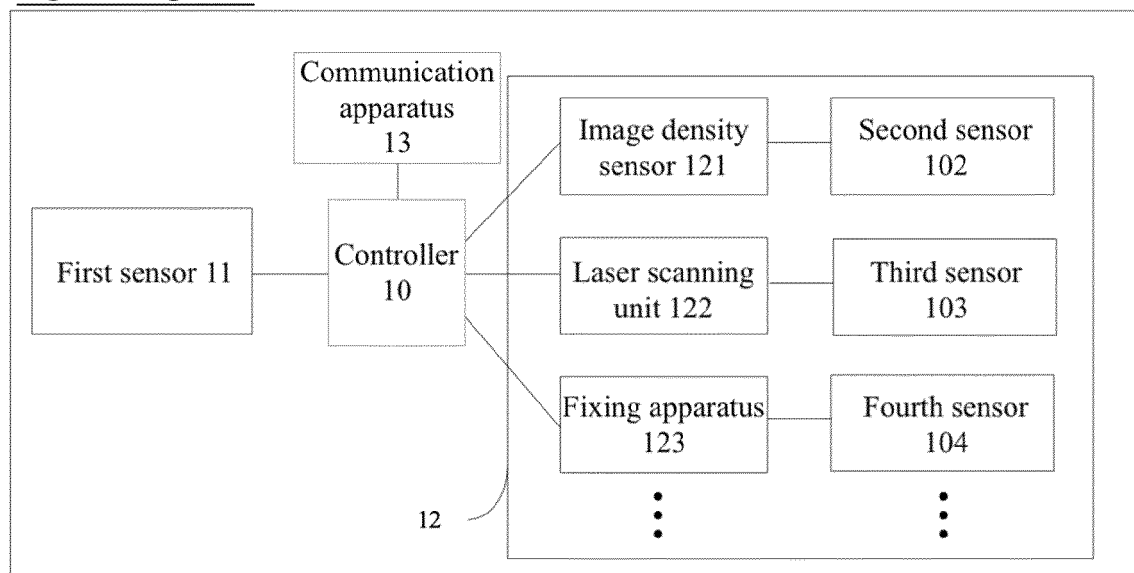 Communication
apparatus
13
Image density
sensor 121
Second sensor
102
First sensor 11
Controller
10
Laser scanning
unit 122
Third sensor
103
Fixing apparatus
123
Fourth sensor
104
12